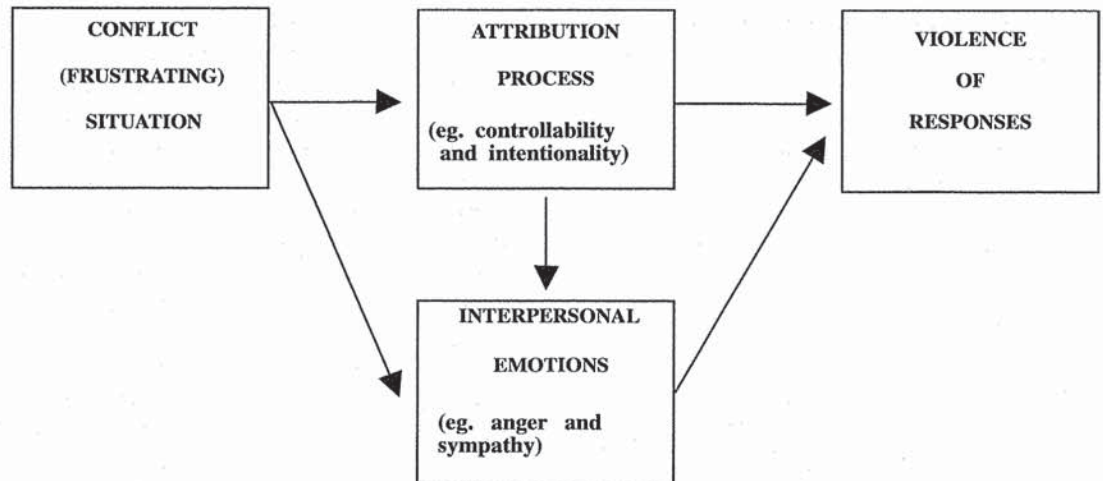 CONFLICT
(FRUSTRATING)
SITUATION
ATTRIBUTION
PROCESS
(eg. controllability
and intentionality)
VIOLENCE
OF
RESPONSES
INTERPERSONAL
EMOTIONS
(eg. anger and
sympathy)